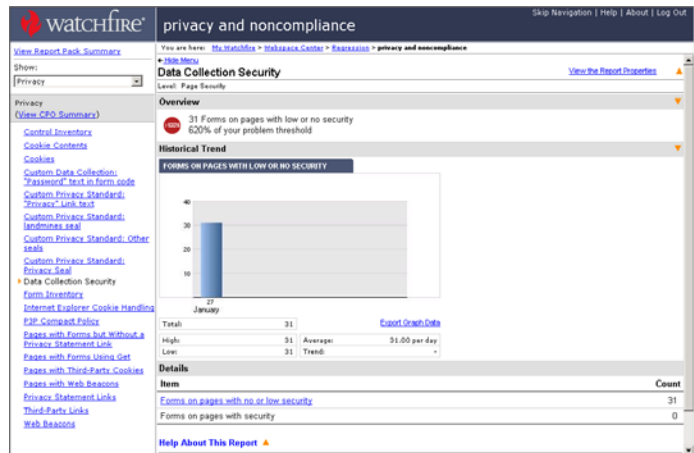 watchfire
privacy and noncompliance
Skip Navigation | Help | About | Log Out
View Report Pack Summary
Show:
Privacy
Privacy
(View CPO Summary)
Control Inventory
Cookie Contents
Cookies
Custom Data Collection:
"Password" text in form code
Custom Privacy Standard:
"Privacy" Link text
Custom Privacy Standard:
landmines seal
Custom Privacy Standard: Other
seals
Custom Privacy Standard:
Privacy Seal
Data Collection Security
Form Inventory
Internet Explorer Cookie Handling
P3P Compact Policy
Pages with Forms but Without a
Privacy Statement Link
Pages with Forms Using Get
Pages with Third-Party Cookies
Pages with Web Beacons
Privacy Statement Links
Third-Party Links
Web Beacons
You are here: My Watchfire > Webspace Center > Regression > privacy and noncompliance
Hide Menu
Data Collection Security
View the Report Properties
Level: Page Security
Overview
31 Forms on pages with low or no security
620% of your problem threshold
Historical Trend
FORMS ON PAGES WITH LOW OR NO SECURITY
40
30
20
10
27
January
Total: 31
Export Graph Data
High: 31 Average: 31.00 per day
Low: 31 Trend: -
Details
Item Count
Forms on pages with no or low security 31
Forms on pages with security 0
Help About This Report